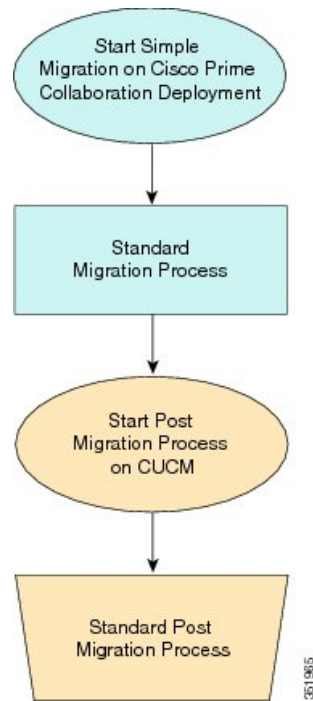 Start Simple
Migration on Cisco Prime
Collaboration Deployment
Standard
Migration Process
Start Post
Migration Process
on CUCM
Standard Post
Migration Process
351965